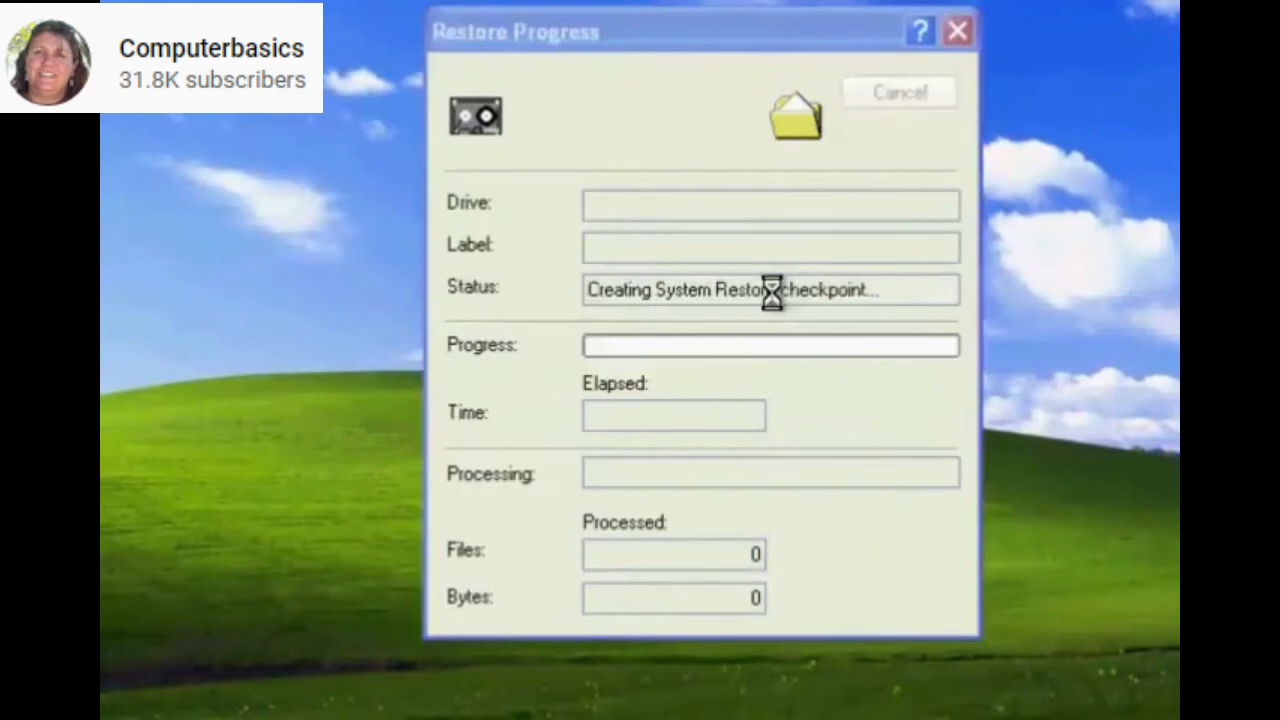 Computerbasics
31.8K subscribers
Restore Progress
Cancel
Drive:
Label:
Status: Creating System Restore checkpoint...
Progress:
Elapsed:
Time:
Processing:
Processed:
Files: 0
Bytes: 0